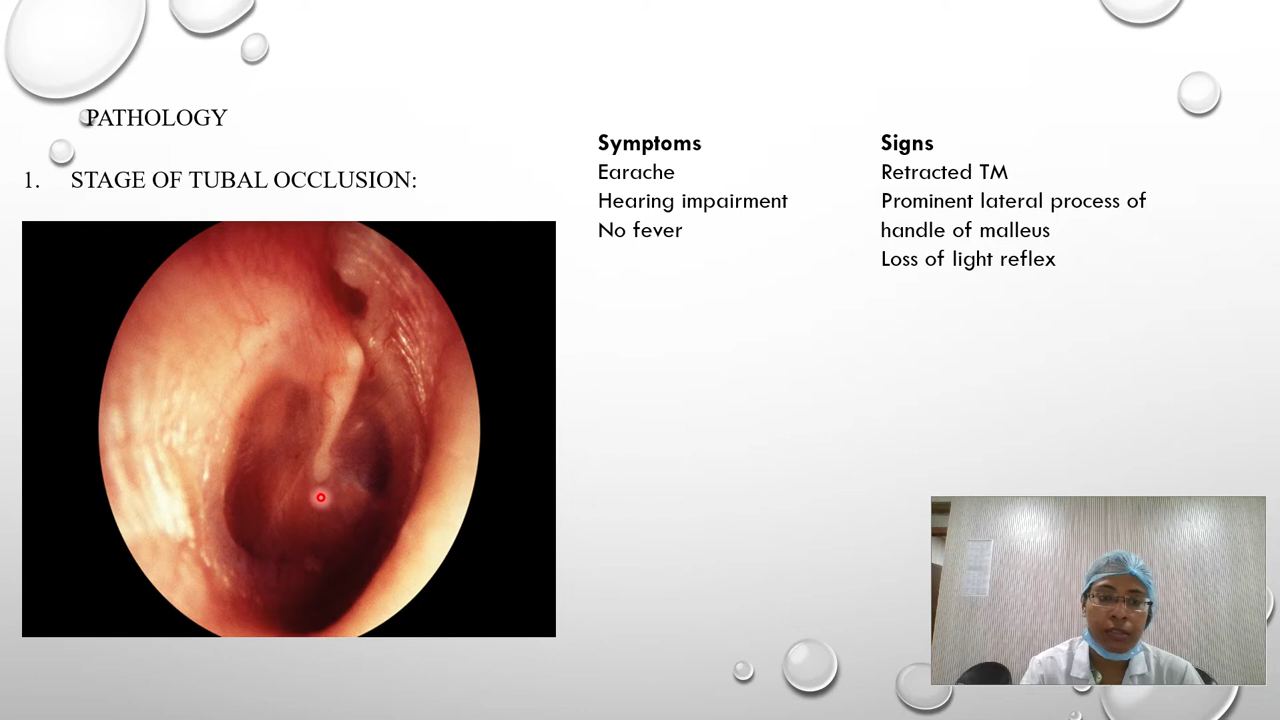 PATHOLOGY
1. STAGE OF TUBAL OCCLUSION:
Symptoms
Earache
Hearing impairment
No fever
Signs
Retracted TM
Prominent lateral process of
handle of malleus
Loss of light reflex